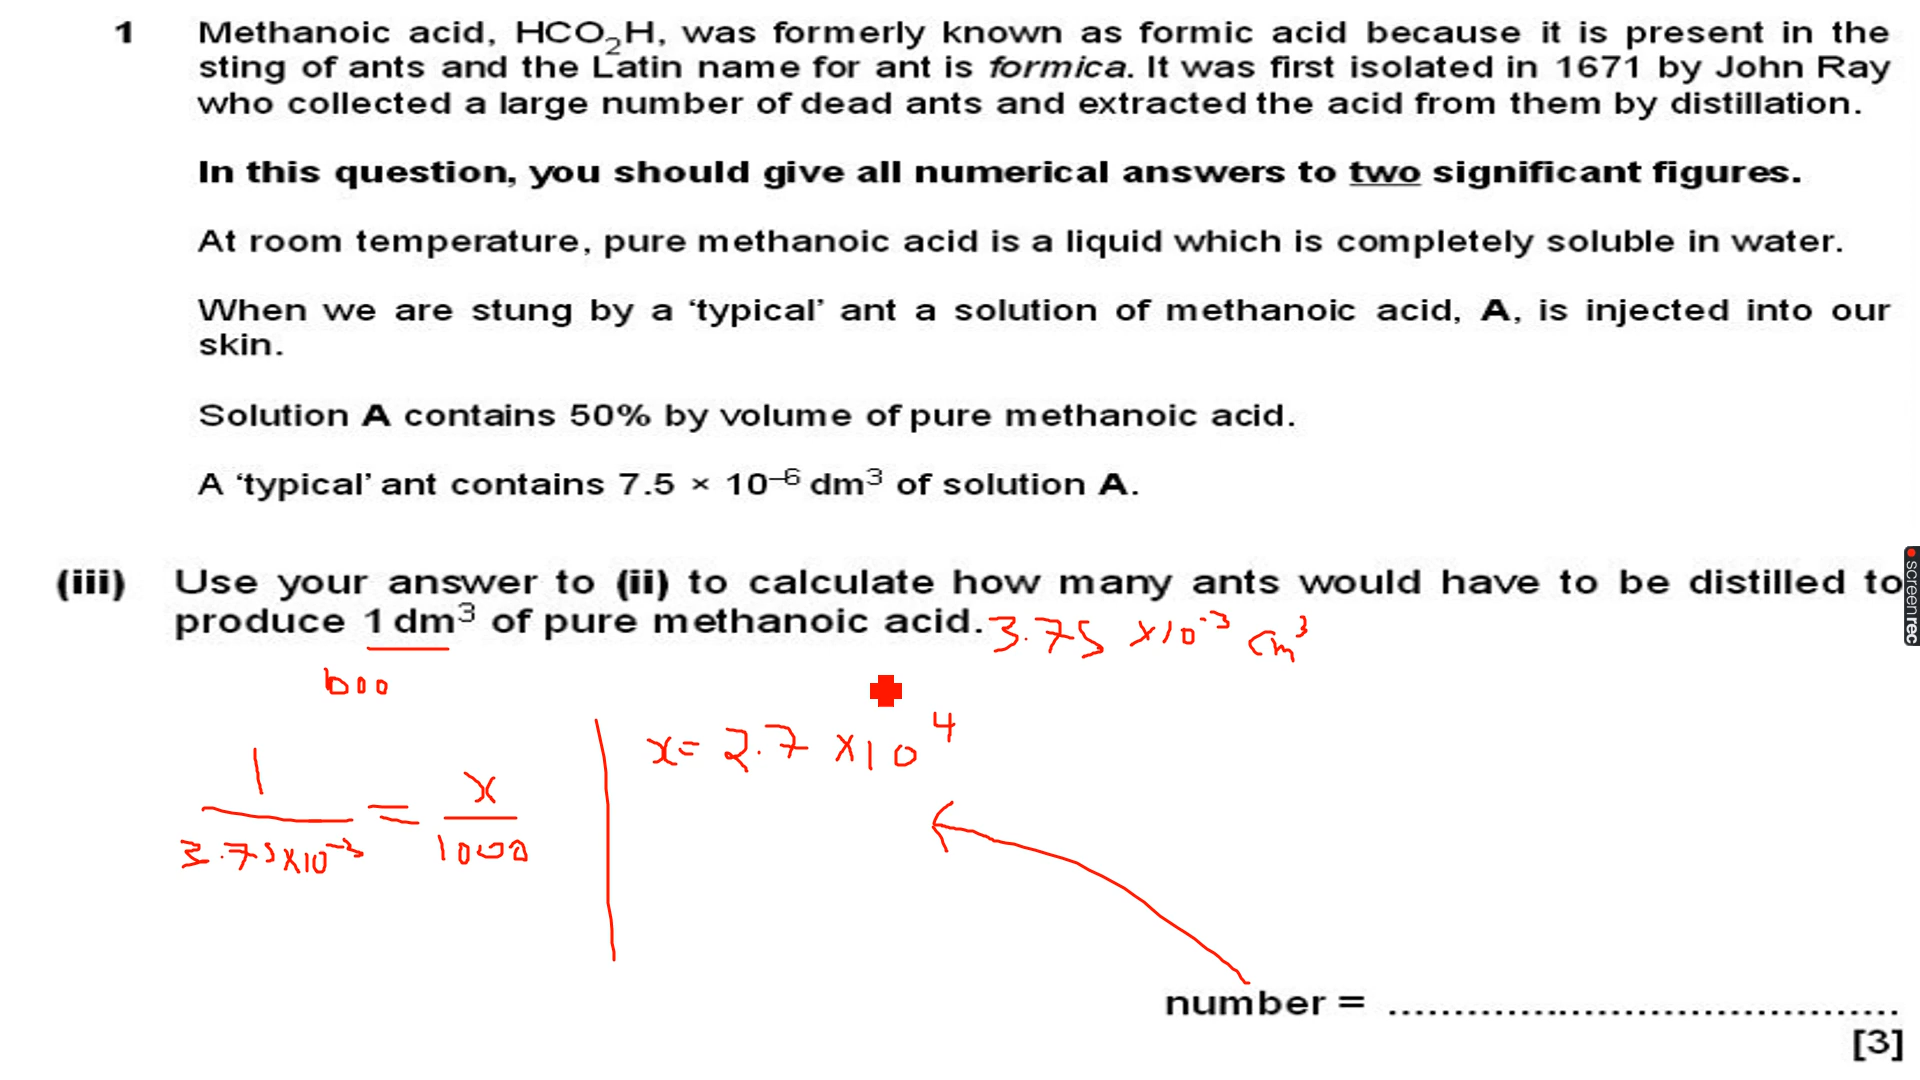 1 Methanoic acid, HCO₂H, was formerly known as formic acid because it is present in the
sting of ants and the Latin name for ant is formica. It was first isolated in 1671 by John Ray
who collected a large number of dead ants and extracted the acid from them by distillation.
In this question, you should give all numerical answers to two significant figures.
At room temperature, pure methanoic acid is a liquid which is completely soluble in water.
When we are stung by a ‘typical’ ant a solution of methanoic acid, A, is injected into our
skin.
Solution A contains 50% by volume of pure methanoic acid.
A ‘typical’ ant contains 7.5 × 10⁻⁶ dm³ of solution A.
(iii) Use your answer to (ii) to calculate how many ants would have to be distilled to
produce 1 dm³ of pure methanoic acid. 3.75 ×10⁻³ cm³
1000
1 / 3.75×10⁻³ = x / 1000
x = 2.7 ×10⁴
number = ........................................
[3]
screenrec